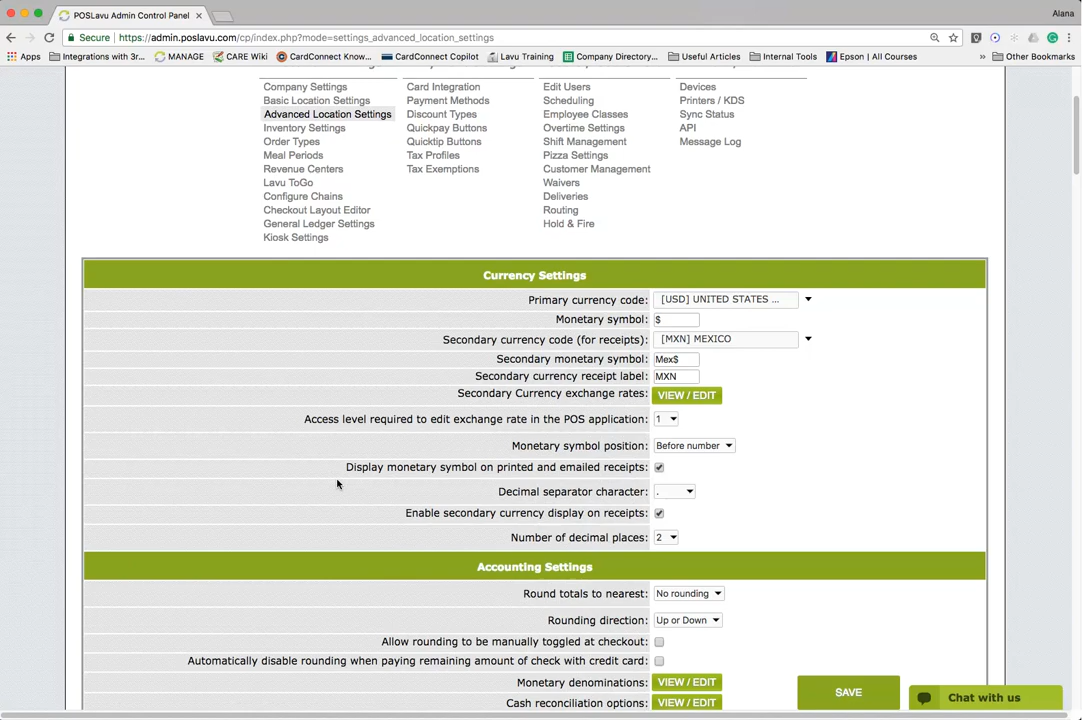 POSLavu Admin Control Panel
Alana
Secure https://admin.poslavu.com/cp/index.php?mode=settings_advanced_location_settings
Apps Integrations with 3r... MANAGE CARE Wiki CardConnect Know... CardConnect Copilot Lavu Training Company Directory... Useful Articles Internal Tools Epson | All Courses » Other Bookmarks
Company Settings Card Integration Edit Users Devices
Basic Location Settings Payment Methods Scheduling Printers / KDS
Advanced Location Settings Discount Types Employee Classes Sync Status
Inventory Settings Quickpay Buttons Overtime Settings API
Order Types Quicktip Buttons Shift Management Message Log
Meal Periods Tax Profiles Pizza Settings
Revenue Centers Tax Exemptions Customer Management
Lavu ToGo Waivers
Configure Chains Deliveries
Checkout Layout Editor Routing
General Ledger Settings Hold & Fire
Kiosk Settings
Currency Settings
Primary currency code: [USD] UNITED STATES ...
Monetary symbol: $
Secondary currency code (for receipts): [MXN] MEXICO
Secondary monetary symbol: Mex$
Secondary currency receipt label: MXN
Secondary Currency exchange rates: VIEW / EDIT
Access level required to edit exchange rate in the POS application: 1
Monetary symbol position: Before number
Display monetary symbol on printed and emailed receipts:
Decimal separator character: .
Enable secondary currency display on receipts:
Number of decimal places: 2
Accounting Settings
Round totals to nearest: No rounding
Rounding direction: Up or Down
Allow rounding to be manually toggled at checkout:
Automatically disable rounding when paying remaining amount of check with credit card:
Monetary denominations: VIEW / EDIT
Cash reconciliation options: VIEW / EDIT
SAVE
Chat with us